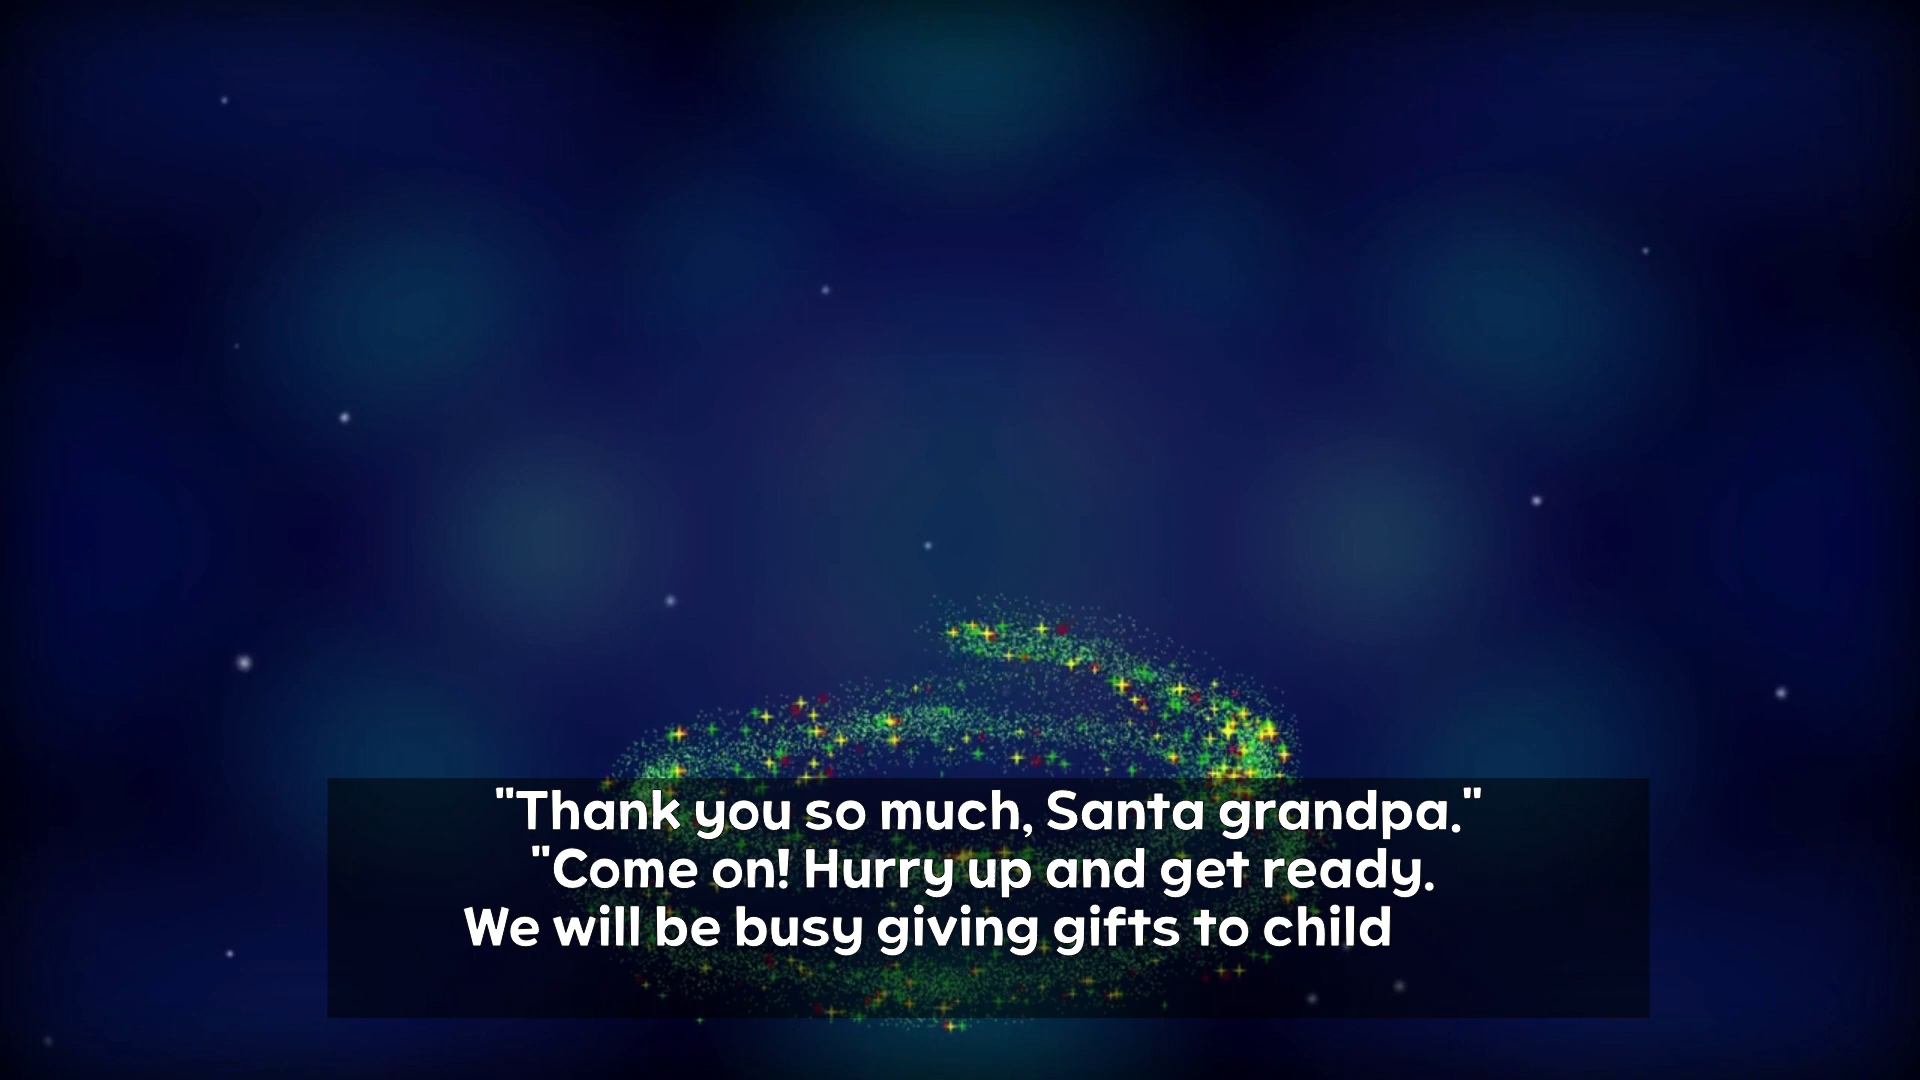 "Thank you so much, Santa grandpa."
"Come on! Hurry up and get ready.
We will be busy giving gifts to child